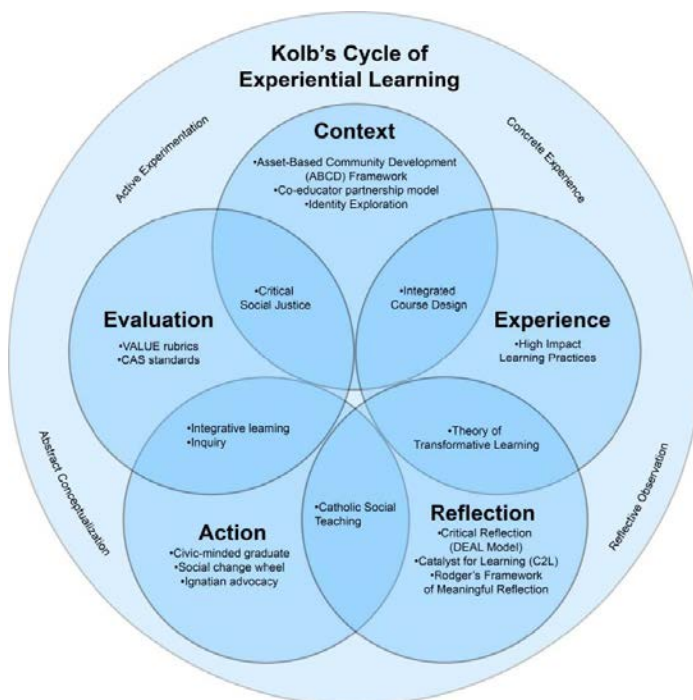 Kolb's Cycle of
Experiential Learning
Active Experimentation
Concrete Experience
Context
•Asset-Based Community Development
(ABCD) Framework
•Co-educator partnership model
•Identity Exploration
•Critical
Social Justice
•Integrated
Course Design
Evaluation
•VALUE rubrics
•CAS standards
Experience
•High Impact
Learning Practices
•Integrative learning
•Inquiry
•Theory of
Transformative Learning
Abstract Conceptualization
Reflective Observation
•Catholic Social
Teaching
Action
•Civic-minded graduate
•Social change wheel
•Ignatian advocacy
Reflection
•Critical Reflection
(DEAL Model)
•Catalyst for Learning (C2L)
•Rodger's Framework
of Meaningful Reflection